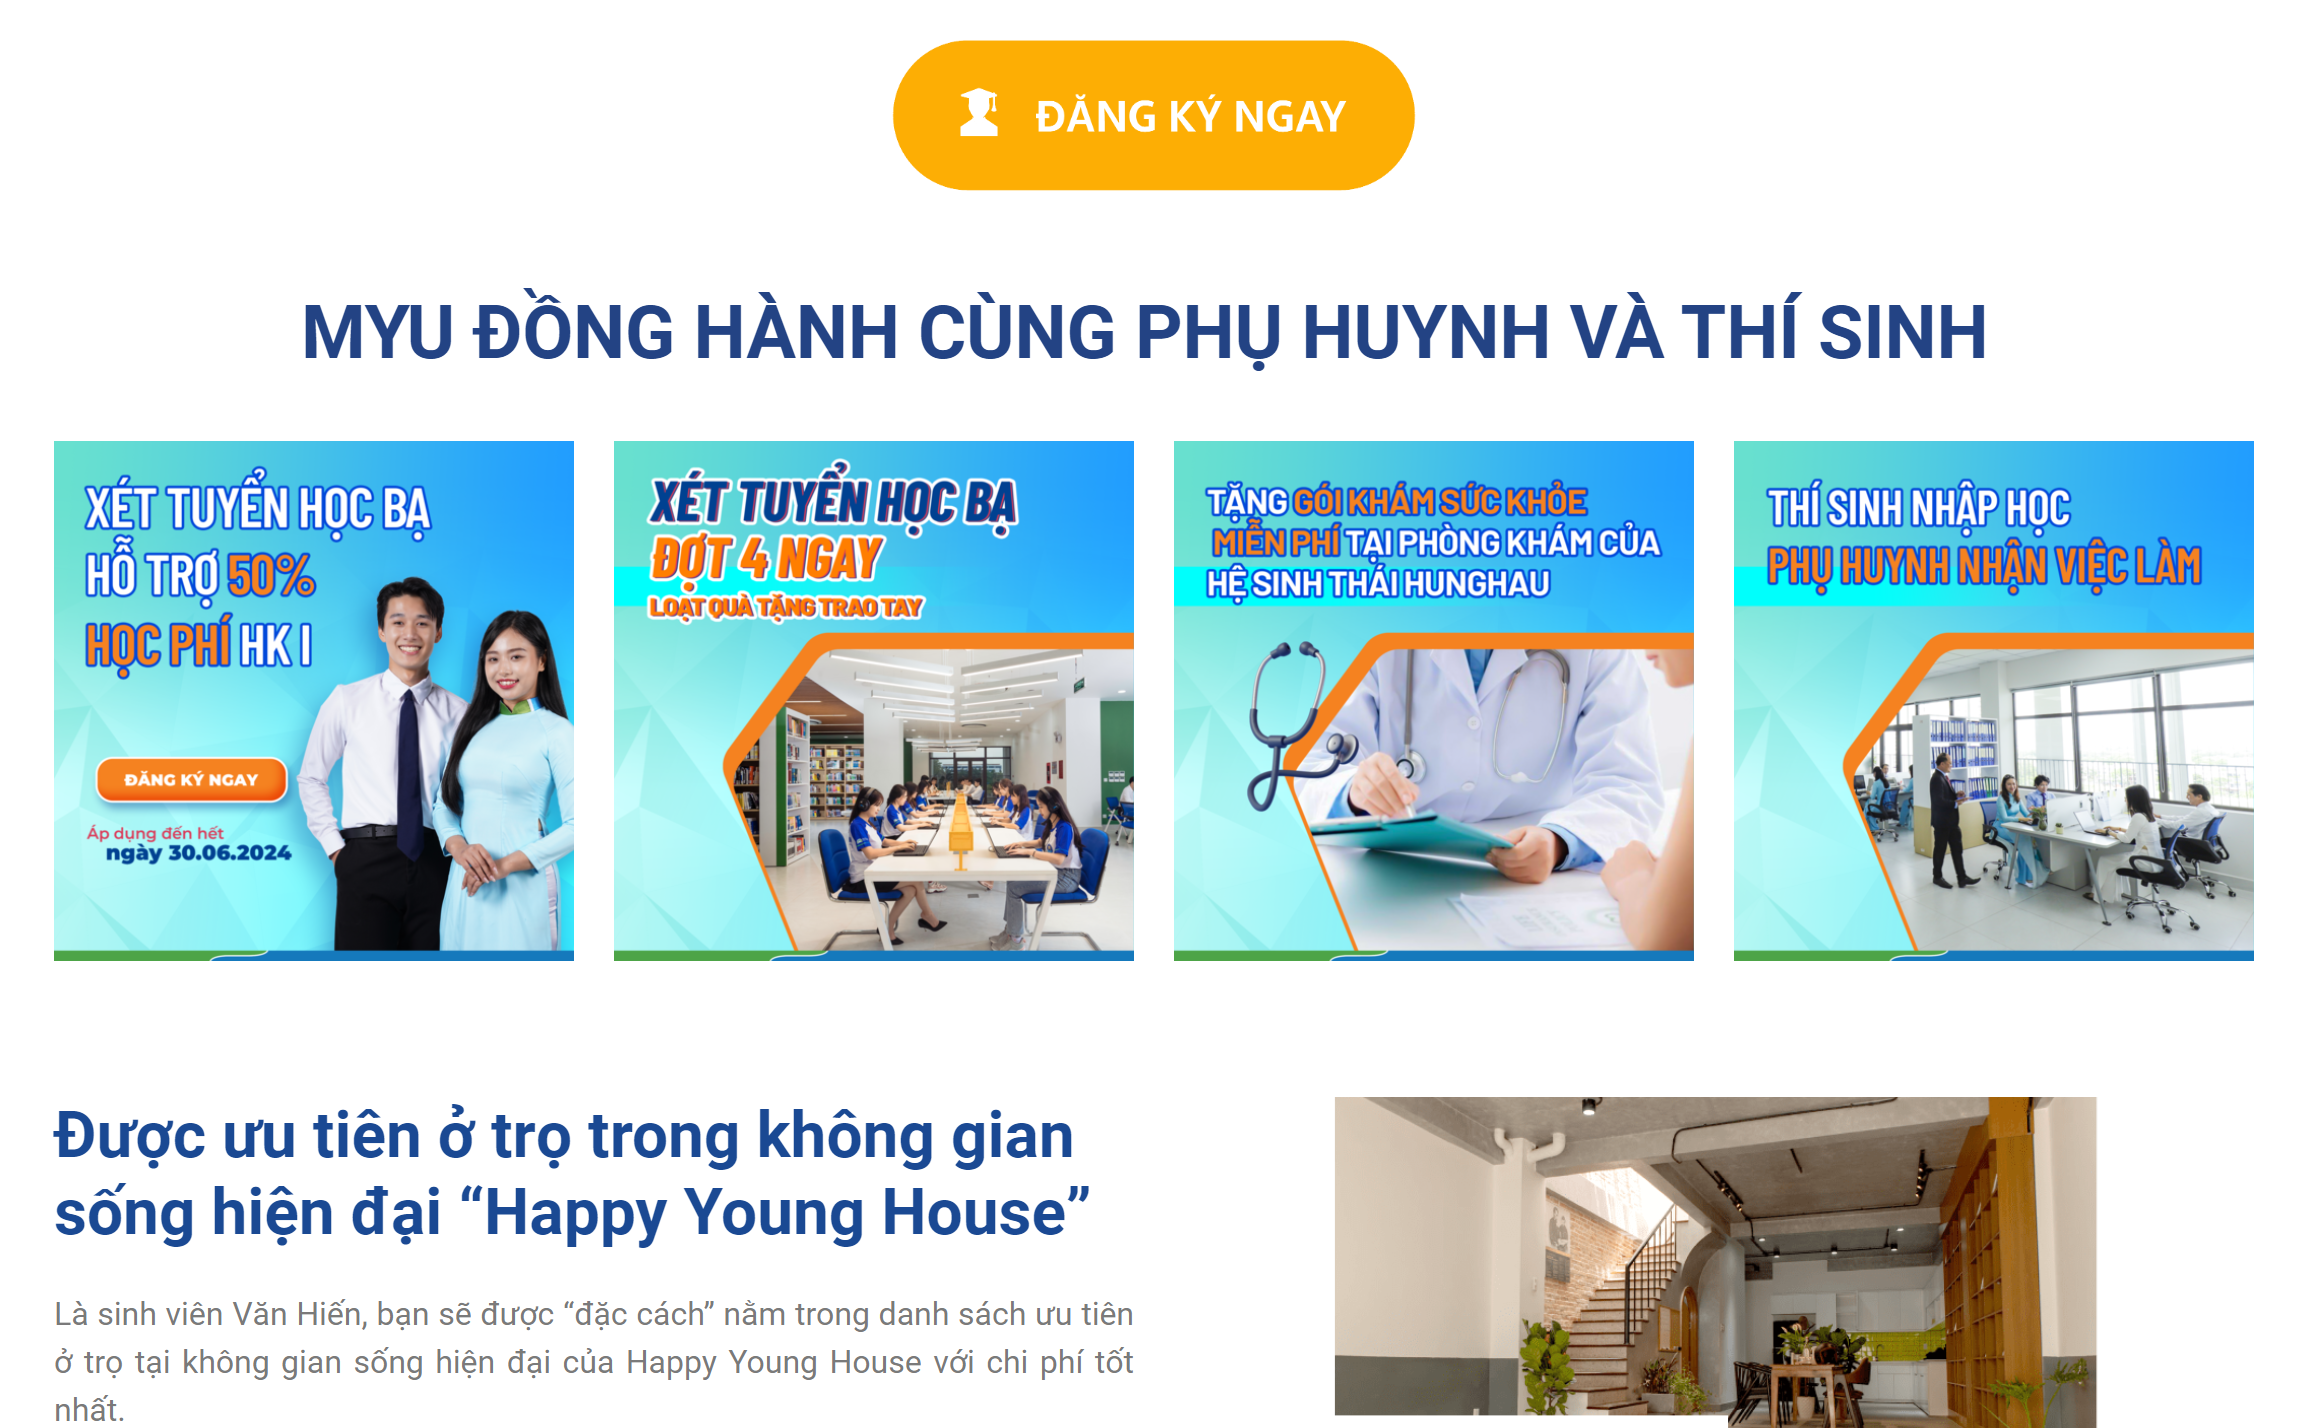 ĐĂNG KÝ NGAY
MYU ĐỒNG HÀNH CÙNG PHỤ HUYNH VÀ THÍ SINH
XÉT TUYỂN HỌC BẠ
HỖ TRỢ 50%
HỌC PHÍ HK I
ĐĂNG KÝ NGAY
Áp dụng đến hết
ngày 30.06.2024
XÉT TUYỂN HỌC BẠ
ĐỢT 4 NGAY
LOẠT QUÀ TẶNG TRAO TAY
TẶNG GÓI KHÁM SỨC KHỎE
MIỄN PHÍ TẠI PHÒNG KHÁM CỦA
HỆ SINH THÁI HUNGHAU
THÍ SINH NHẬP HỌC
PHỤ HUYNH NHẬN VIỆC LÀM
Được ưu tiên ở trọ trong không gian
sống hiện đại “Happy Young House”
Là sinh viên Văn Hiến, bạn sẽ được “đặc cách” nằm trong danh sách ưu tiên
ở trọ tại không gian sống hiện đại của Happy Young House với chi phí tốt
nhất.